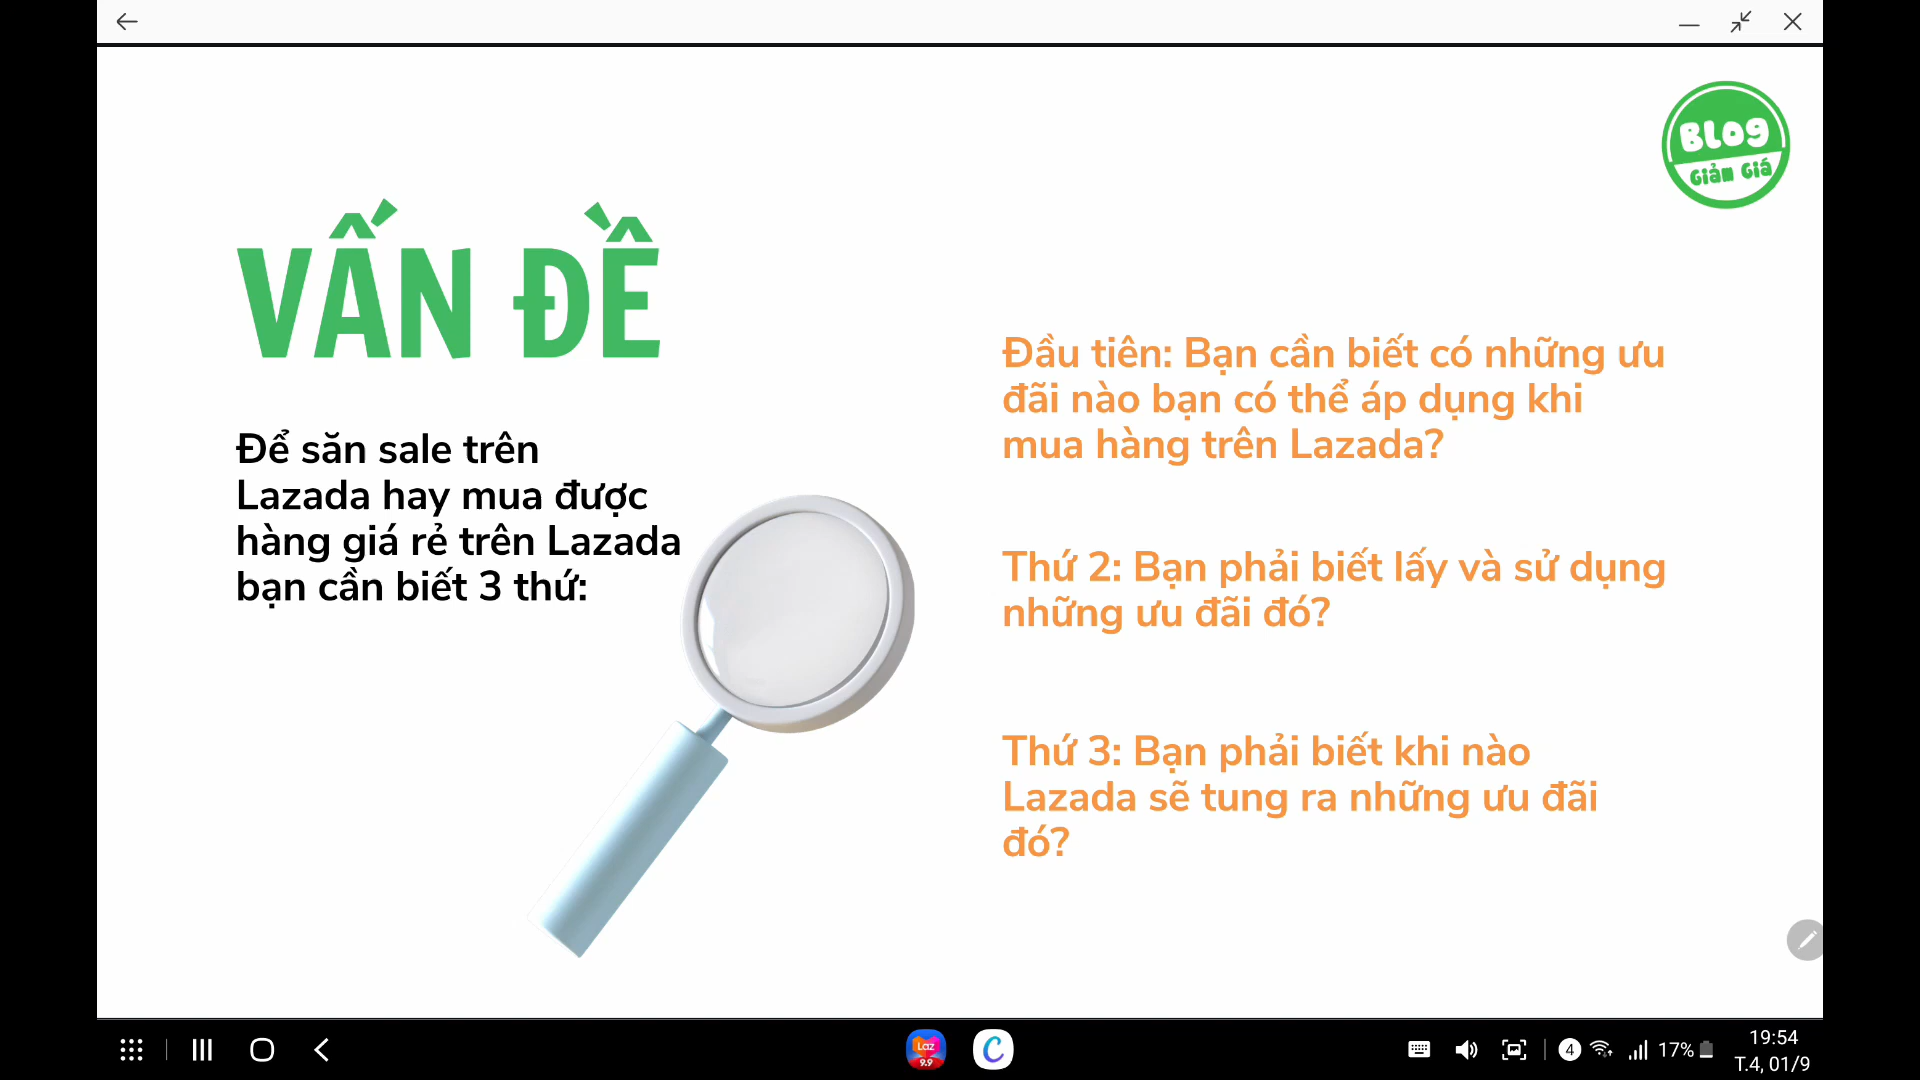 BLOG
Giảm Giá
VẤN ĐỀ
Để săn sale trên
Lazada hay mua được
hàng giá rẻ trên Lazada
bạn cần biết 3 thứ:
Đầu tiên: Bạn cần biết có những ưu
đãi nào bạn có thể áp dụng khi
mua hàng trên Lazada?
Thứ 2: Bạn phải biết lấy và sử dụng
những ưu đãi đó?
Thứ 3: Bạn phải biết khi nào
Lazada sẽ tung ra những ưu đãi
đó?
Laz
9.9
C
4
17%
19:54
T.4, 01/9